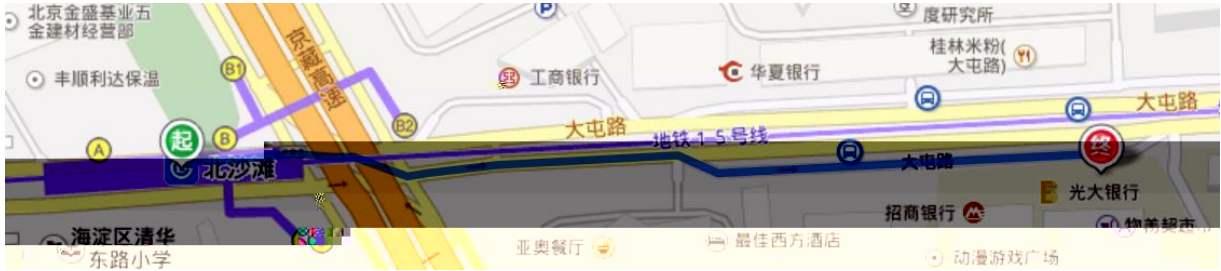 北京金盛基业五
金建材经营部
度研究所
P
京藏高速
桂林米粉(
大屯路)
丰顺利达保温
B1
工商银行
华夏银行
大屯路
B2
大屯路
起
B
A
地铁15号线
终
北沙滩
大屯路
光大银行
招商银行
物美超市
海淀区清华
东路小学
亚奥餐厅
最佳西方酒店
动漫游戏广场